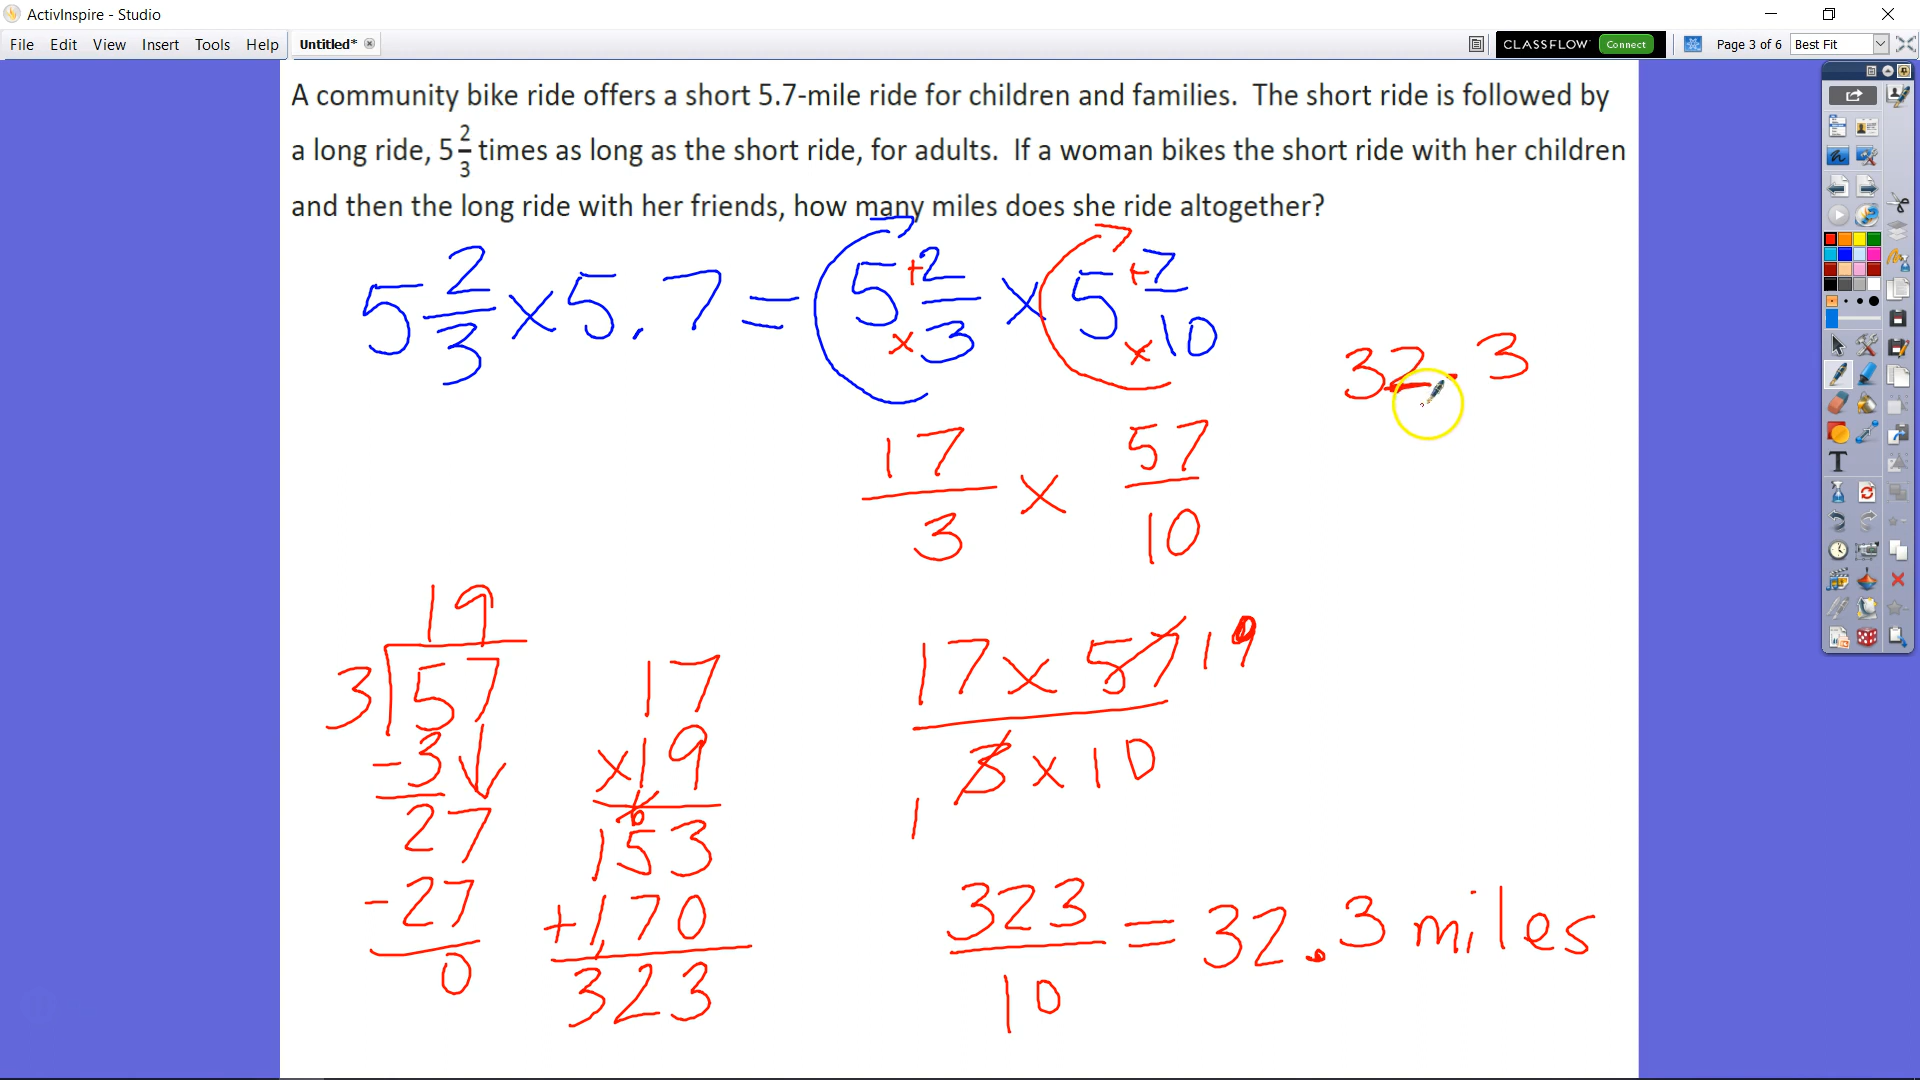 ActivInspire - Studio
File Edit View Insert Tools Help Untitled* CLASSFLOW Connect Page 3 of 6 Best Fit
A community bike ride offers a short 5.7-mile ride for children and families. The short ride is followed by
a long ride, 5 2/3 times as long as the short ride, for adults. If a woman bikes the short ride with her children
and then the long ride with her friends, how many miles does she ride altogether?
5 2/3 × 5.7 = 5 + 2/3 × 5 + 7/10
×
×
32.3
17/3 × 57/10
19
3 57
-3
27
-27
0
17
×19
153
+170
323
17 × 57 19
3 × 10
1
323/10 = 32.3 miles
T